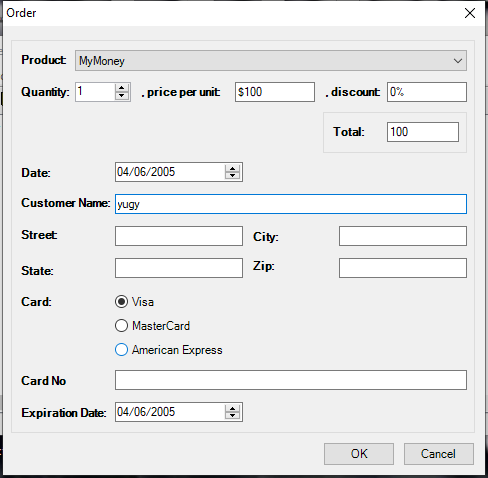 Order
Product: MyMoney
Quantity: 1 , price per unit: $100 , discount: 0%
Total: 100
Date: 04/06/2005
Customer Name: yugy
Street: City:
State: Zip:
Card: Visa
MasterCard
American Express
Card No
Expiration Date: 04/06/2005
OK Cancel